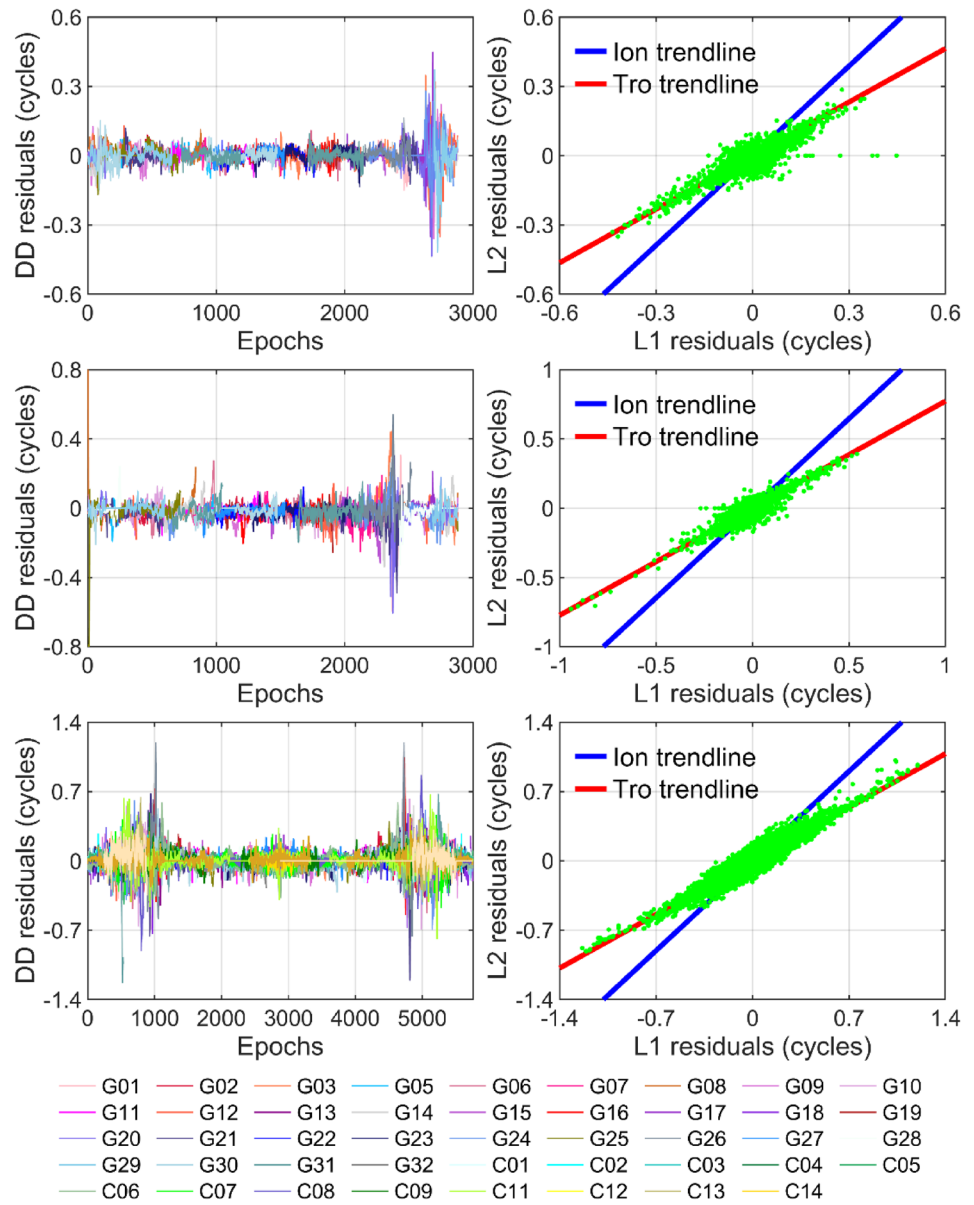 DD residuals (cycles)
0.6
0.3
0
-0.3
-0.6
0 1000 2000 3000
Epochs
L2 residuals (cycles)
0.6
0.3
0
-0.3
-0.6
Ion trendline
Tro trendline
-0.6 -0.3 0 0.3 0.6
L1 residuals (cycles)
DD residuals (cycles)
0.8
0.4
0
-0.4
-0.8
0 1000 2000 3000
Epochs
L2 residuals (cycles)
1
0.5
0
-0.5
-1
Ion trendline
Tro trendline
-1 -0.5 0 0.5 1
L1 residuals (cycles)
DD residuals (cycles)
1.4
0.7
0
-0.7
-1.4
0 1000 2000 3000 4000 5000
Epochs
L2 residuals (cycles)
1.4
0.7
0
-0.7
-1.4
Ion trendline
Tro trendline
-1.4 -0.7 0 0.7 1.4
L1 residuals (cycles)
G01 G02 G03 G05 G06 G07 G08 G09 G10
G11 G12 G13 G14 G15 G16 G17 G18 G19
G20 G21 G22 G23 G24 G25 G26 G27 G28
G29 G30 G31 G32 C01 C02 C03 C04 C05
C06 C07 C08 C09 C11 C12 C13 C14